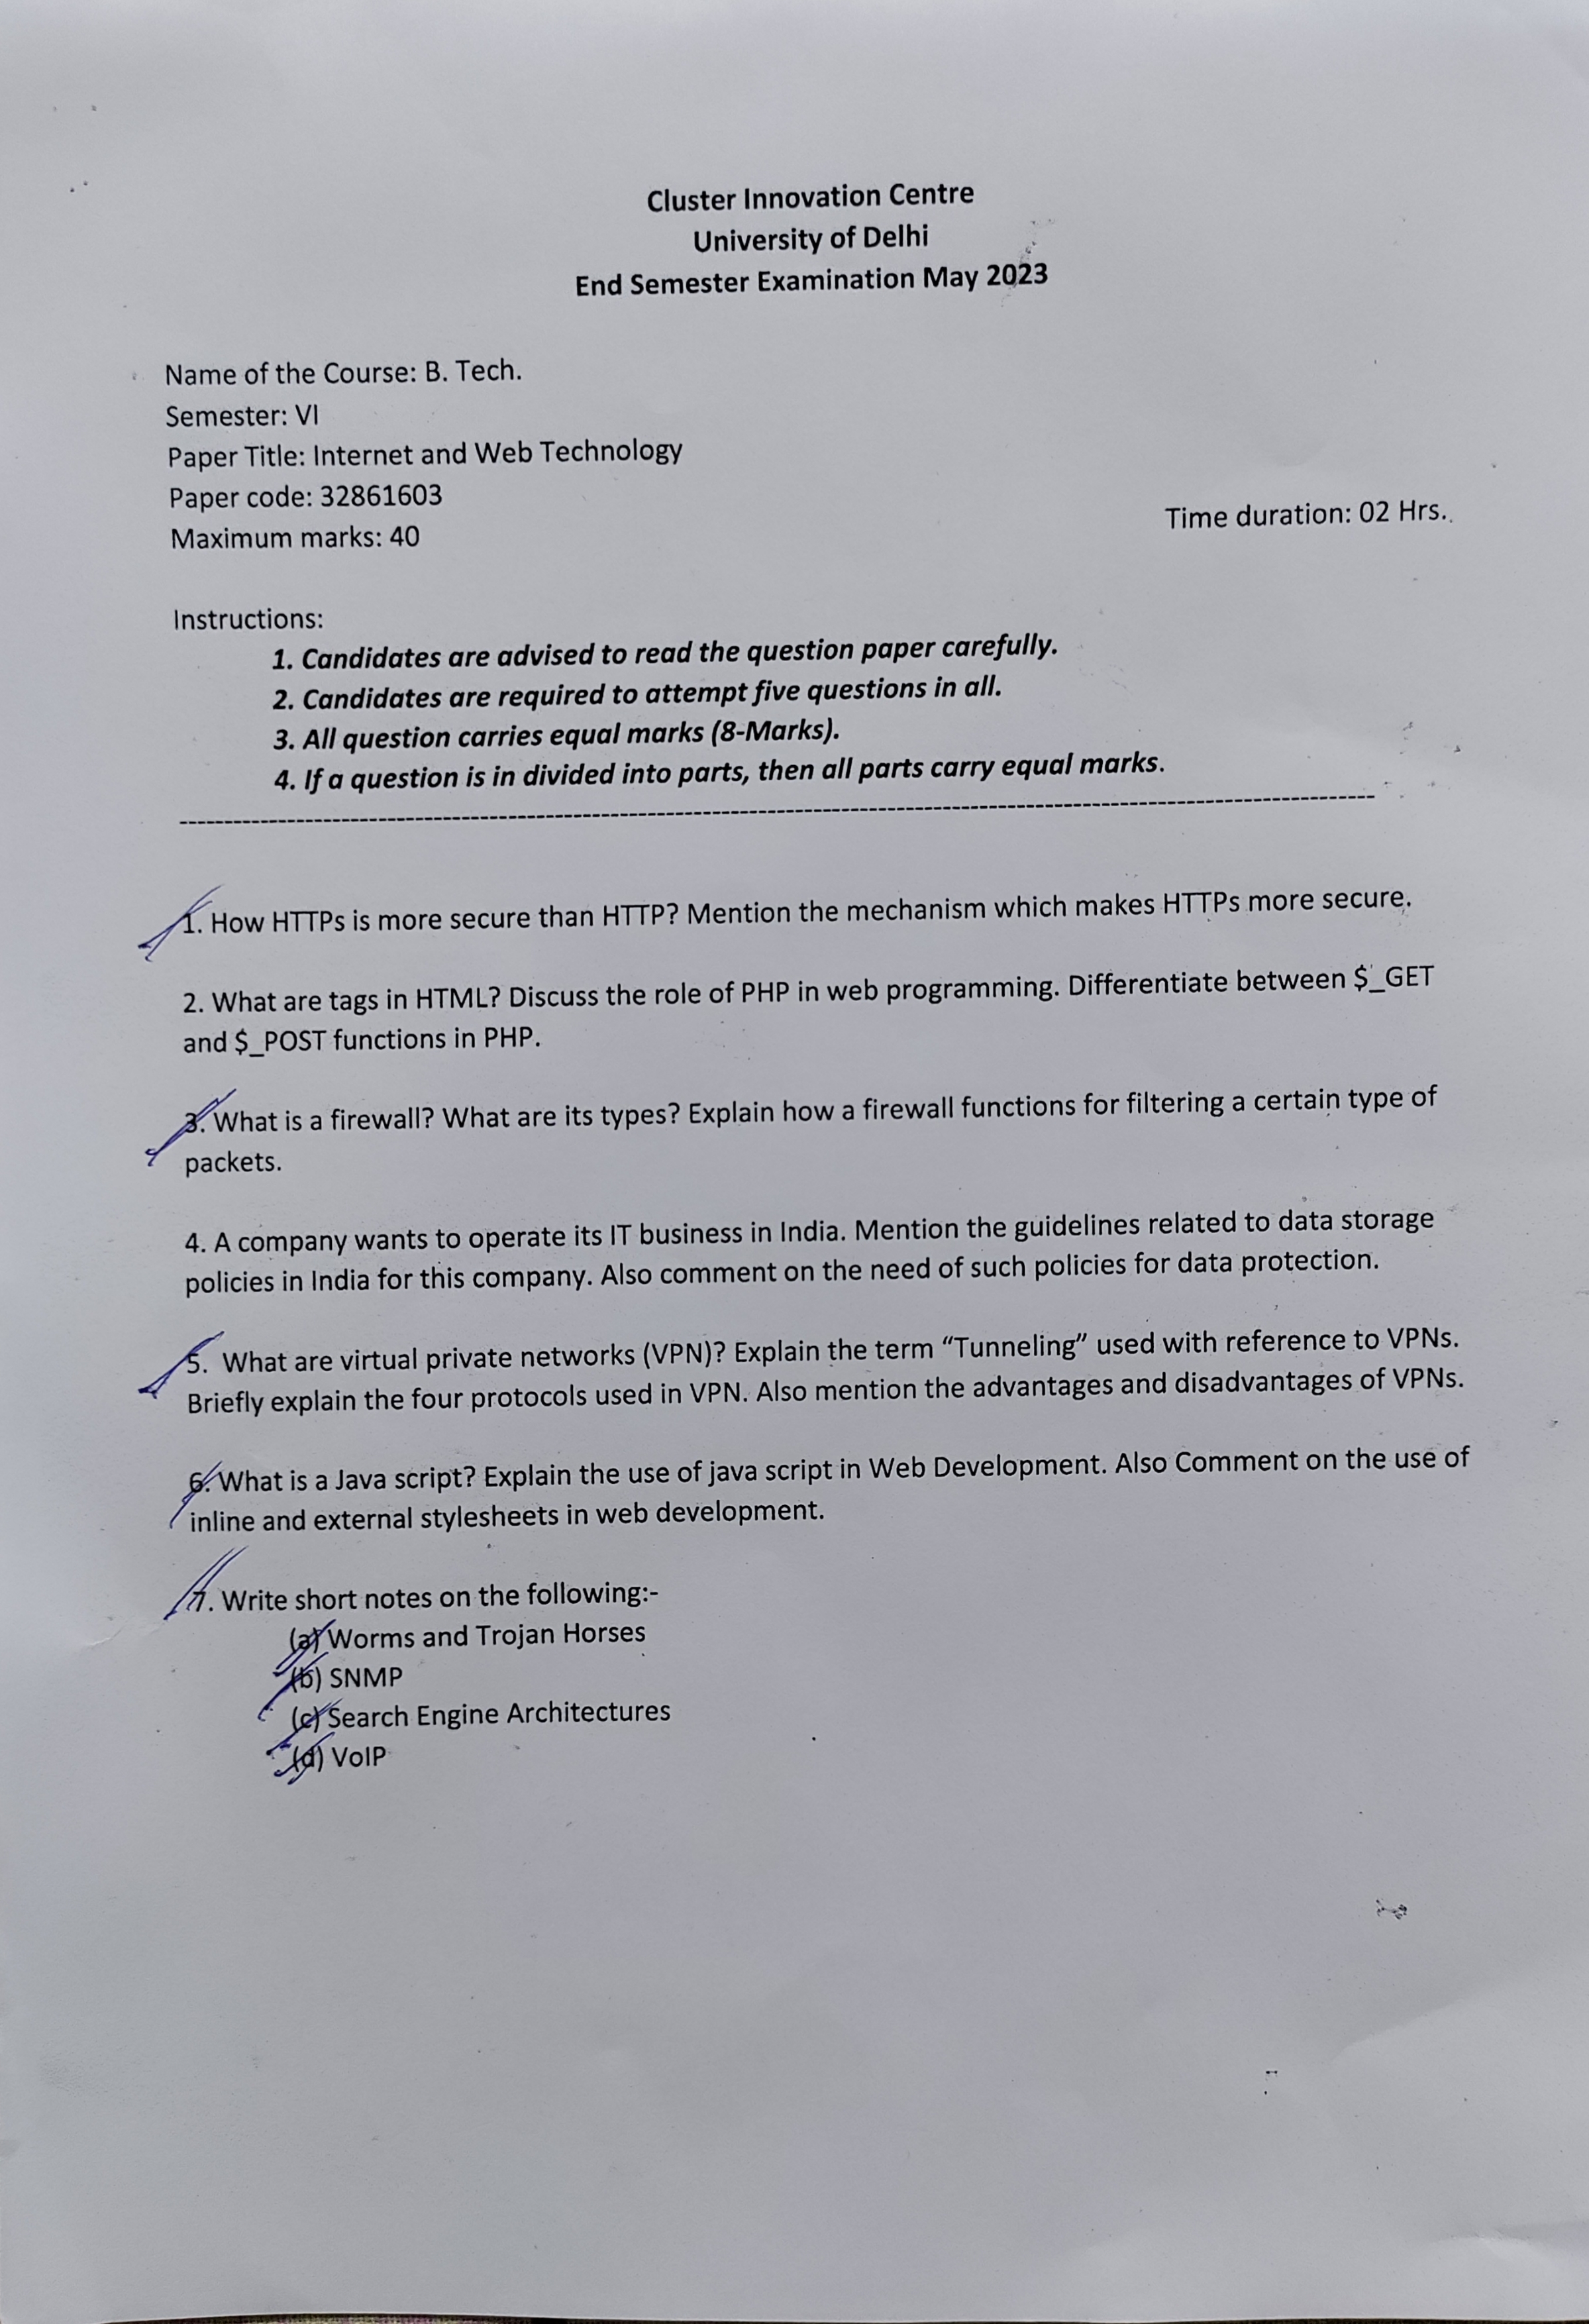 Cluster Innovation Centre
University of Delhi
End Semester Examination May 2023
Name of the Course: B. Tech.
Semester: VI
Paper Title: Internet and Web Technology
Paper code: 32861603
Maximum marks: 40
Time duration: 02 Hrs.
Instructions:
1. Candidates are advised to read the question paper carefully.
2. Candidates are required to attempt five questions in all.
3. All question carries equal marks (8-Marks).
4. If a question is in divided into parts, then all parts carry equal marks.
1. How HTTPs is more secure than HTTP? Mention the mechanism which makes HTTPs more secure.
2. What are tags in HTML? Discuss the role of PHP in web programming. Differentiate between $_GET
and $_POST functions in PHP.
3. What is a firewall? What are its types? Explain how a firewall functions for filtering a certain type of
packets.
4. A company wants to operate its IT business in India. Mention the guidelines related to data storage
policies in India for this company. Also comment on the need of such policies for data protection.
5. What are virtual private networks (VPN)? Explain the term “Tunneling” used with reference to VPNs.
Briefly explain the four protocols used in VPN. Also mention the advantages and disadvantages of VPNs.
6. What is a Java script? Explain the use of java script in Web Development. Also Comment on the use of
inline and external stylesheets in web development.
7. Write short notes on the following:-
(a) Worms and Trojan Horses
(b) SNMP
(c) Search Engine Architectures
(d) VoIP